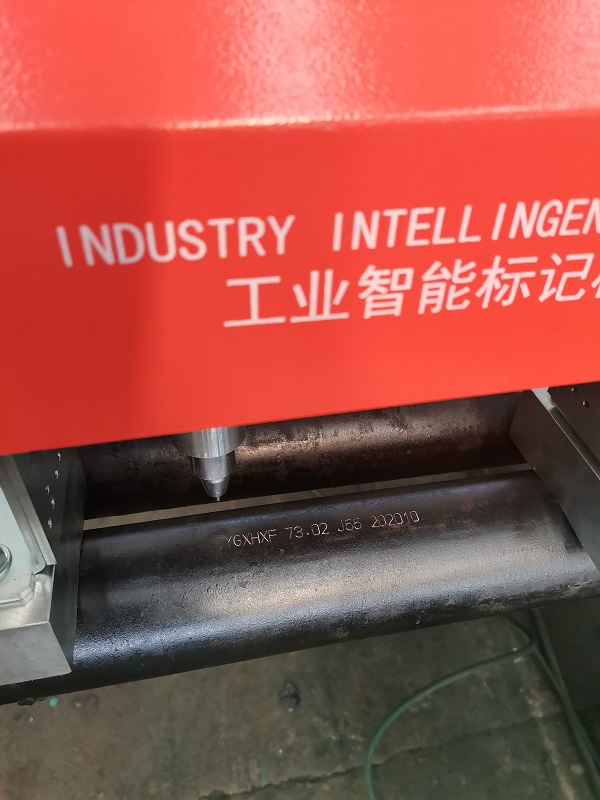 INDUSTRY INTELLINGEN
工业智能标记
YGXHXF 73.02 J55 202010